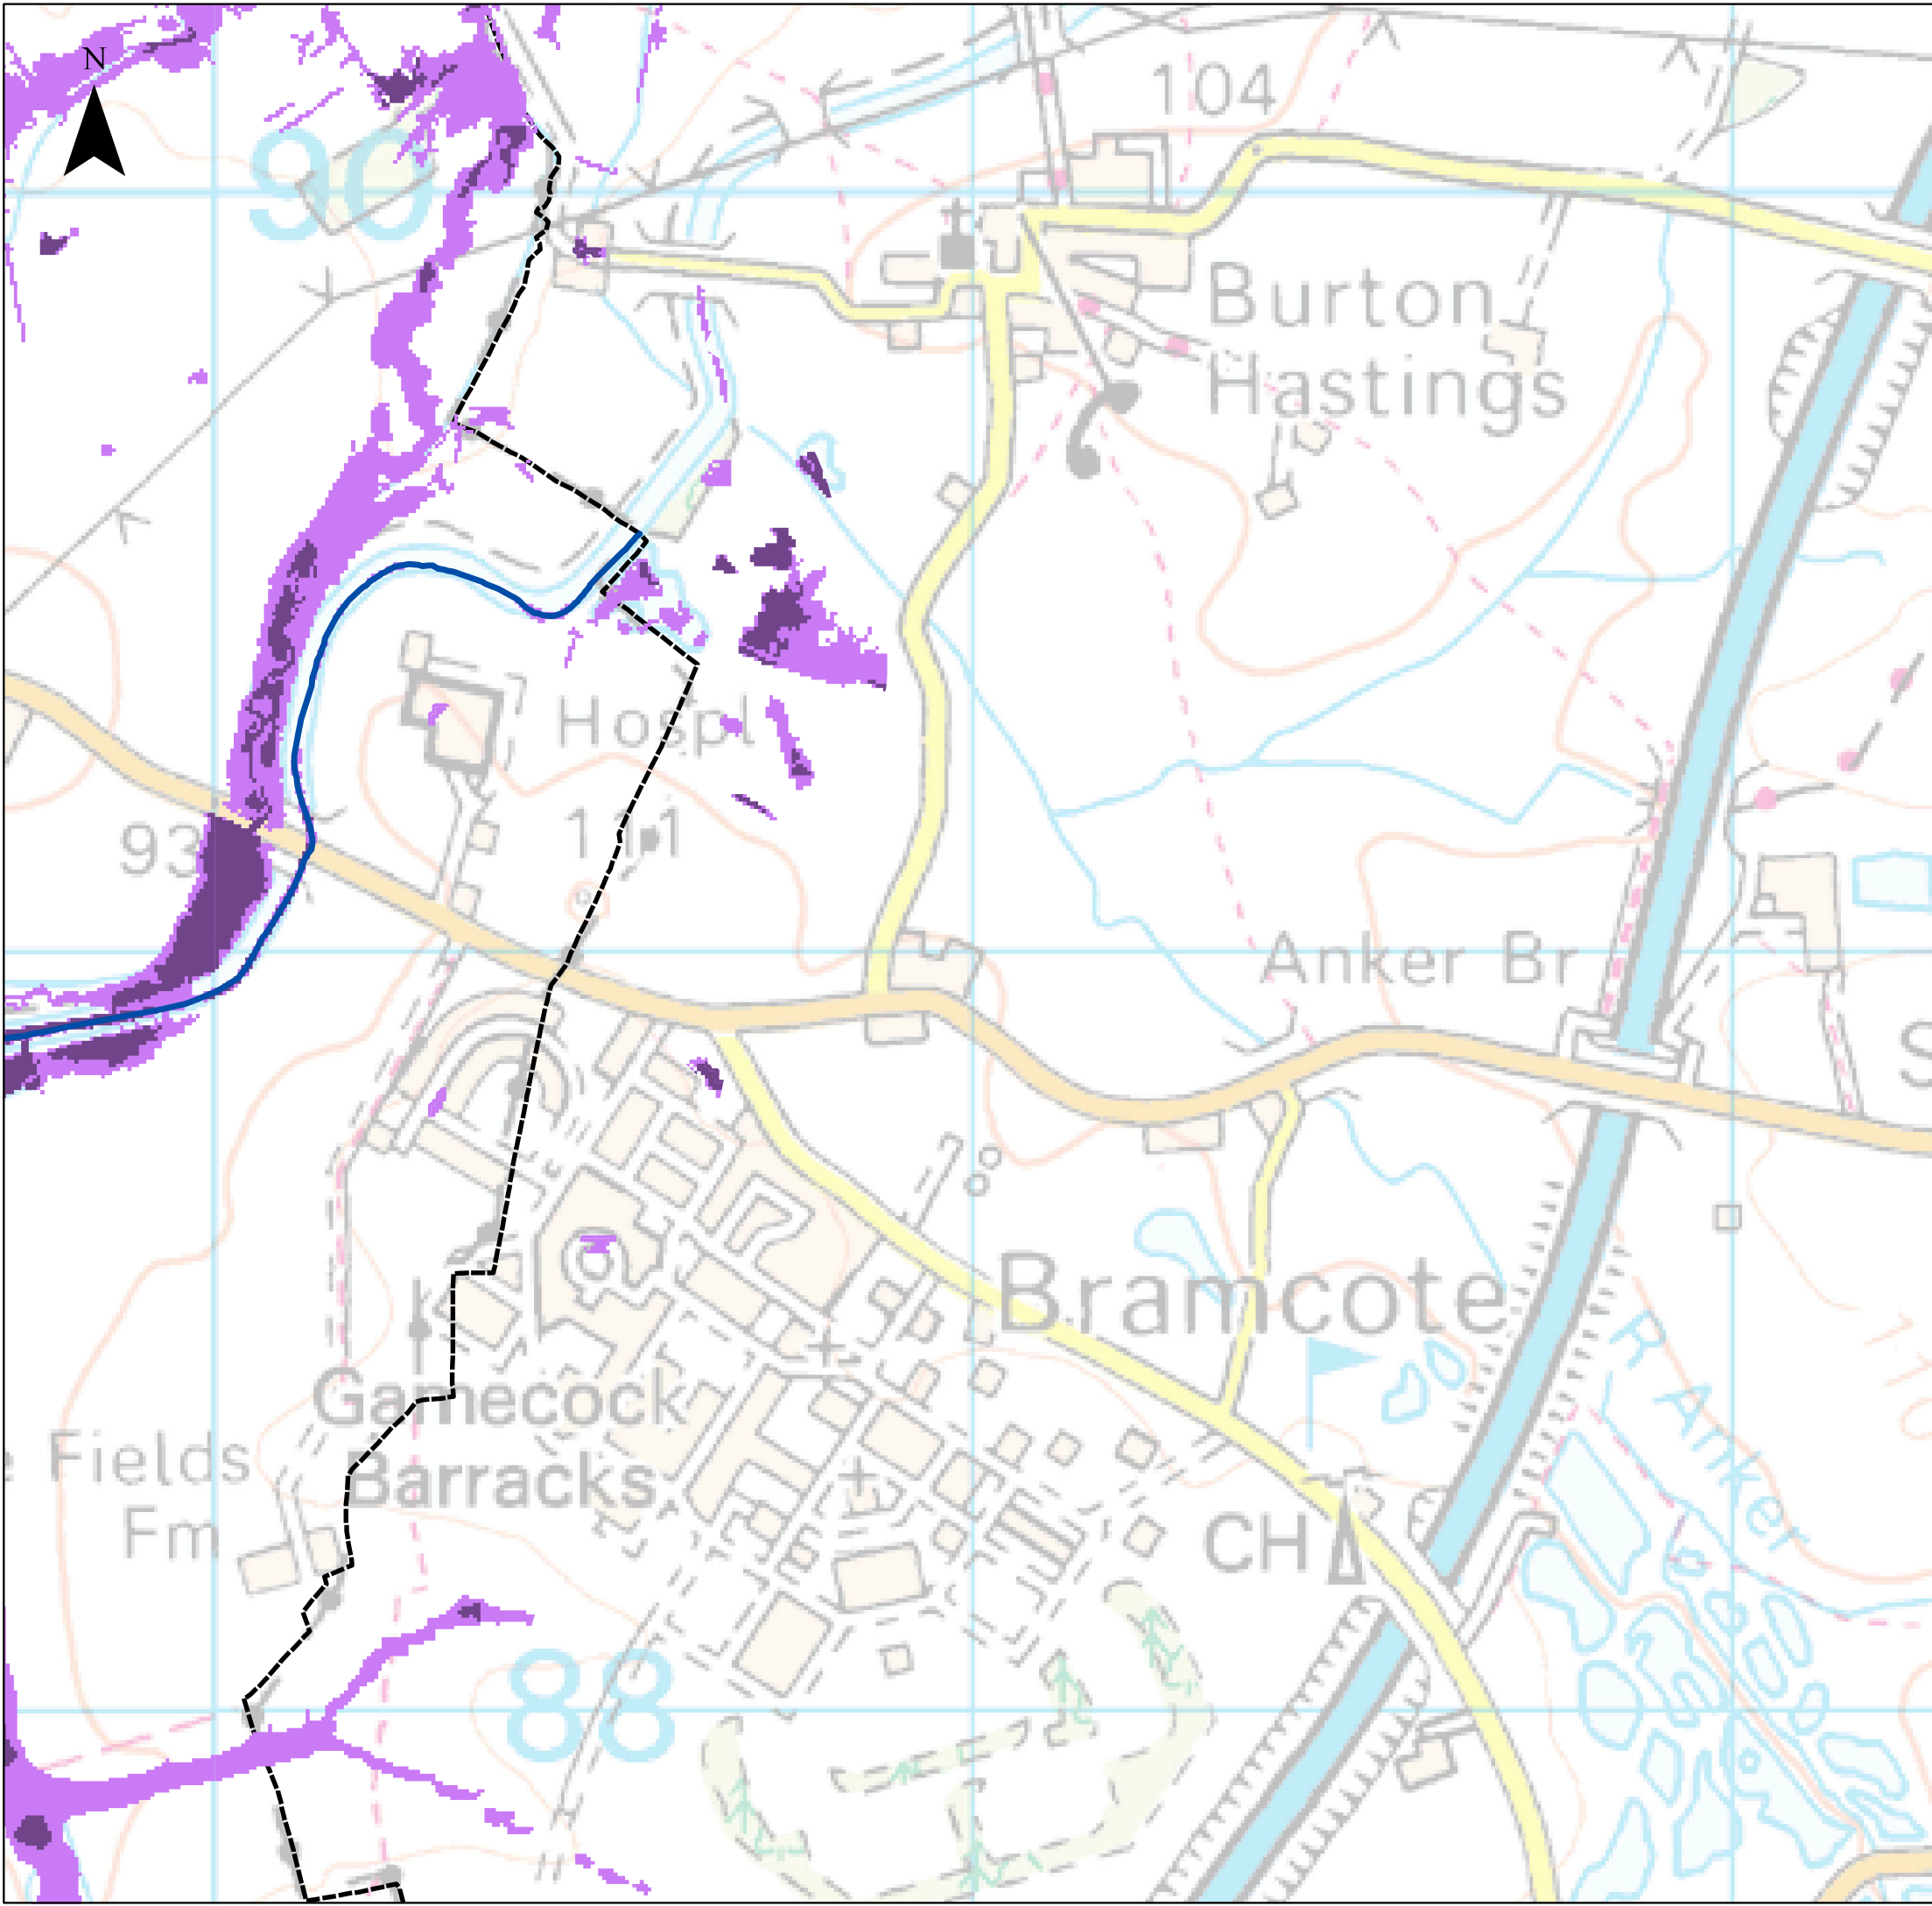 N
104
90
Burton
Hastings
Hospl
111
93
Anker Br
S
Bramcote
Gamecock
Barracks
R Anker
e Fields
Fm
CH
88